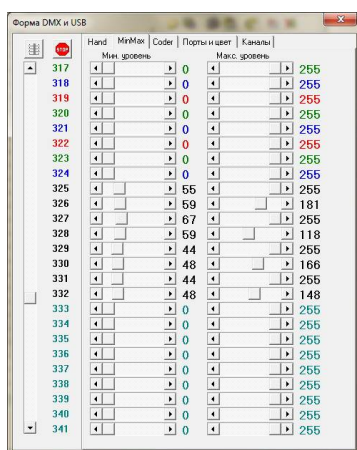 Форма DMX и USB
STOP
Hand MinMax Coder Порты и цвет Каналы
Мин. уровень Макс. уровень
317 0 255
318 0 255
319 0 255
320 0 255
321 0 255
322 0 255
323 0 255
324 0 255
325 55 255
326 59 181
327 67 255
328 59 118
329 44 255
330 48 166
331 44 255
332 48 148
333 0 255
334 0 255
335 0 255
336 0 255
337 0 255
338 0 255
339 0 255
340 0 255
341 0 255